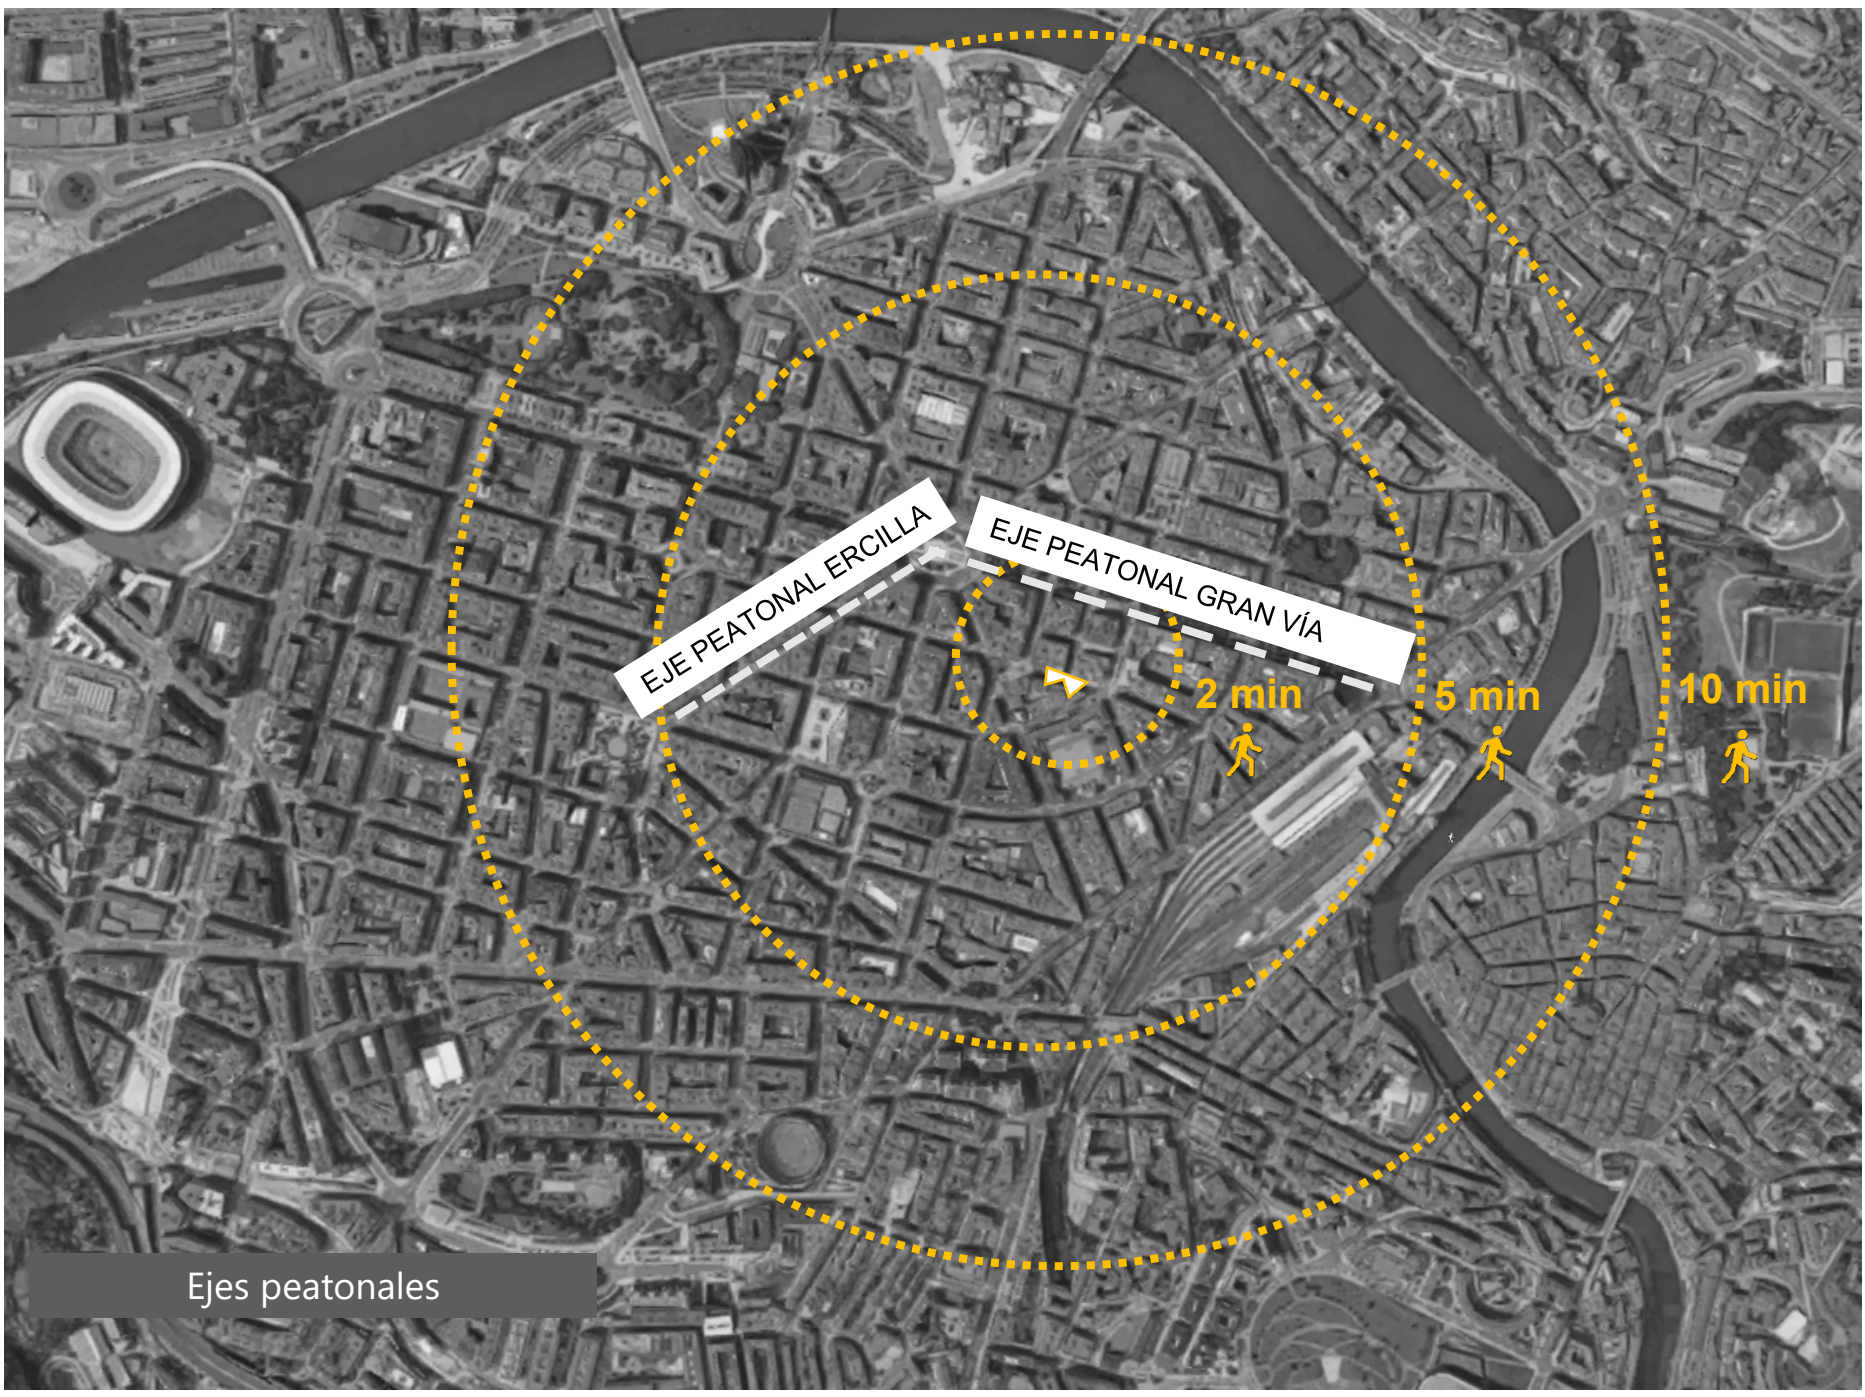 EJE PEATONAL ERCILLA
EJE PEATONAL GRAN VÍA
2 min
5 min
10 min
Ejes peatonales